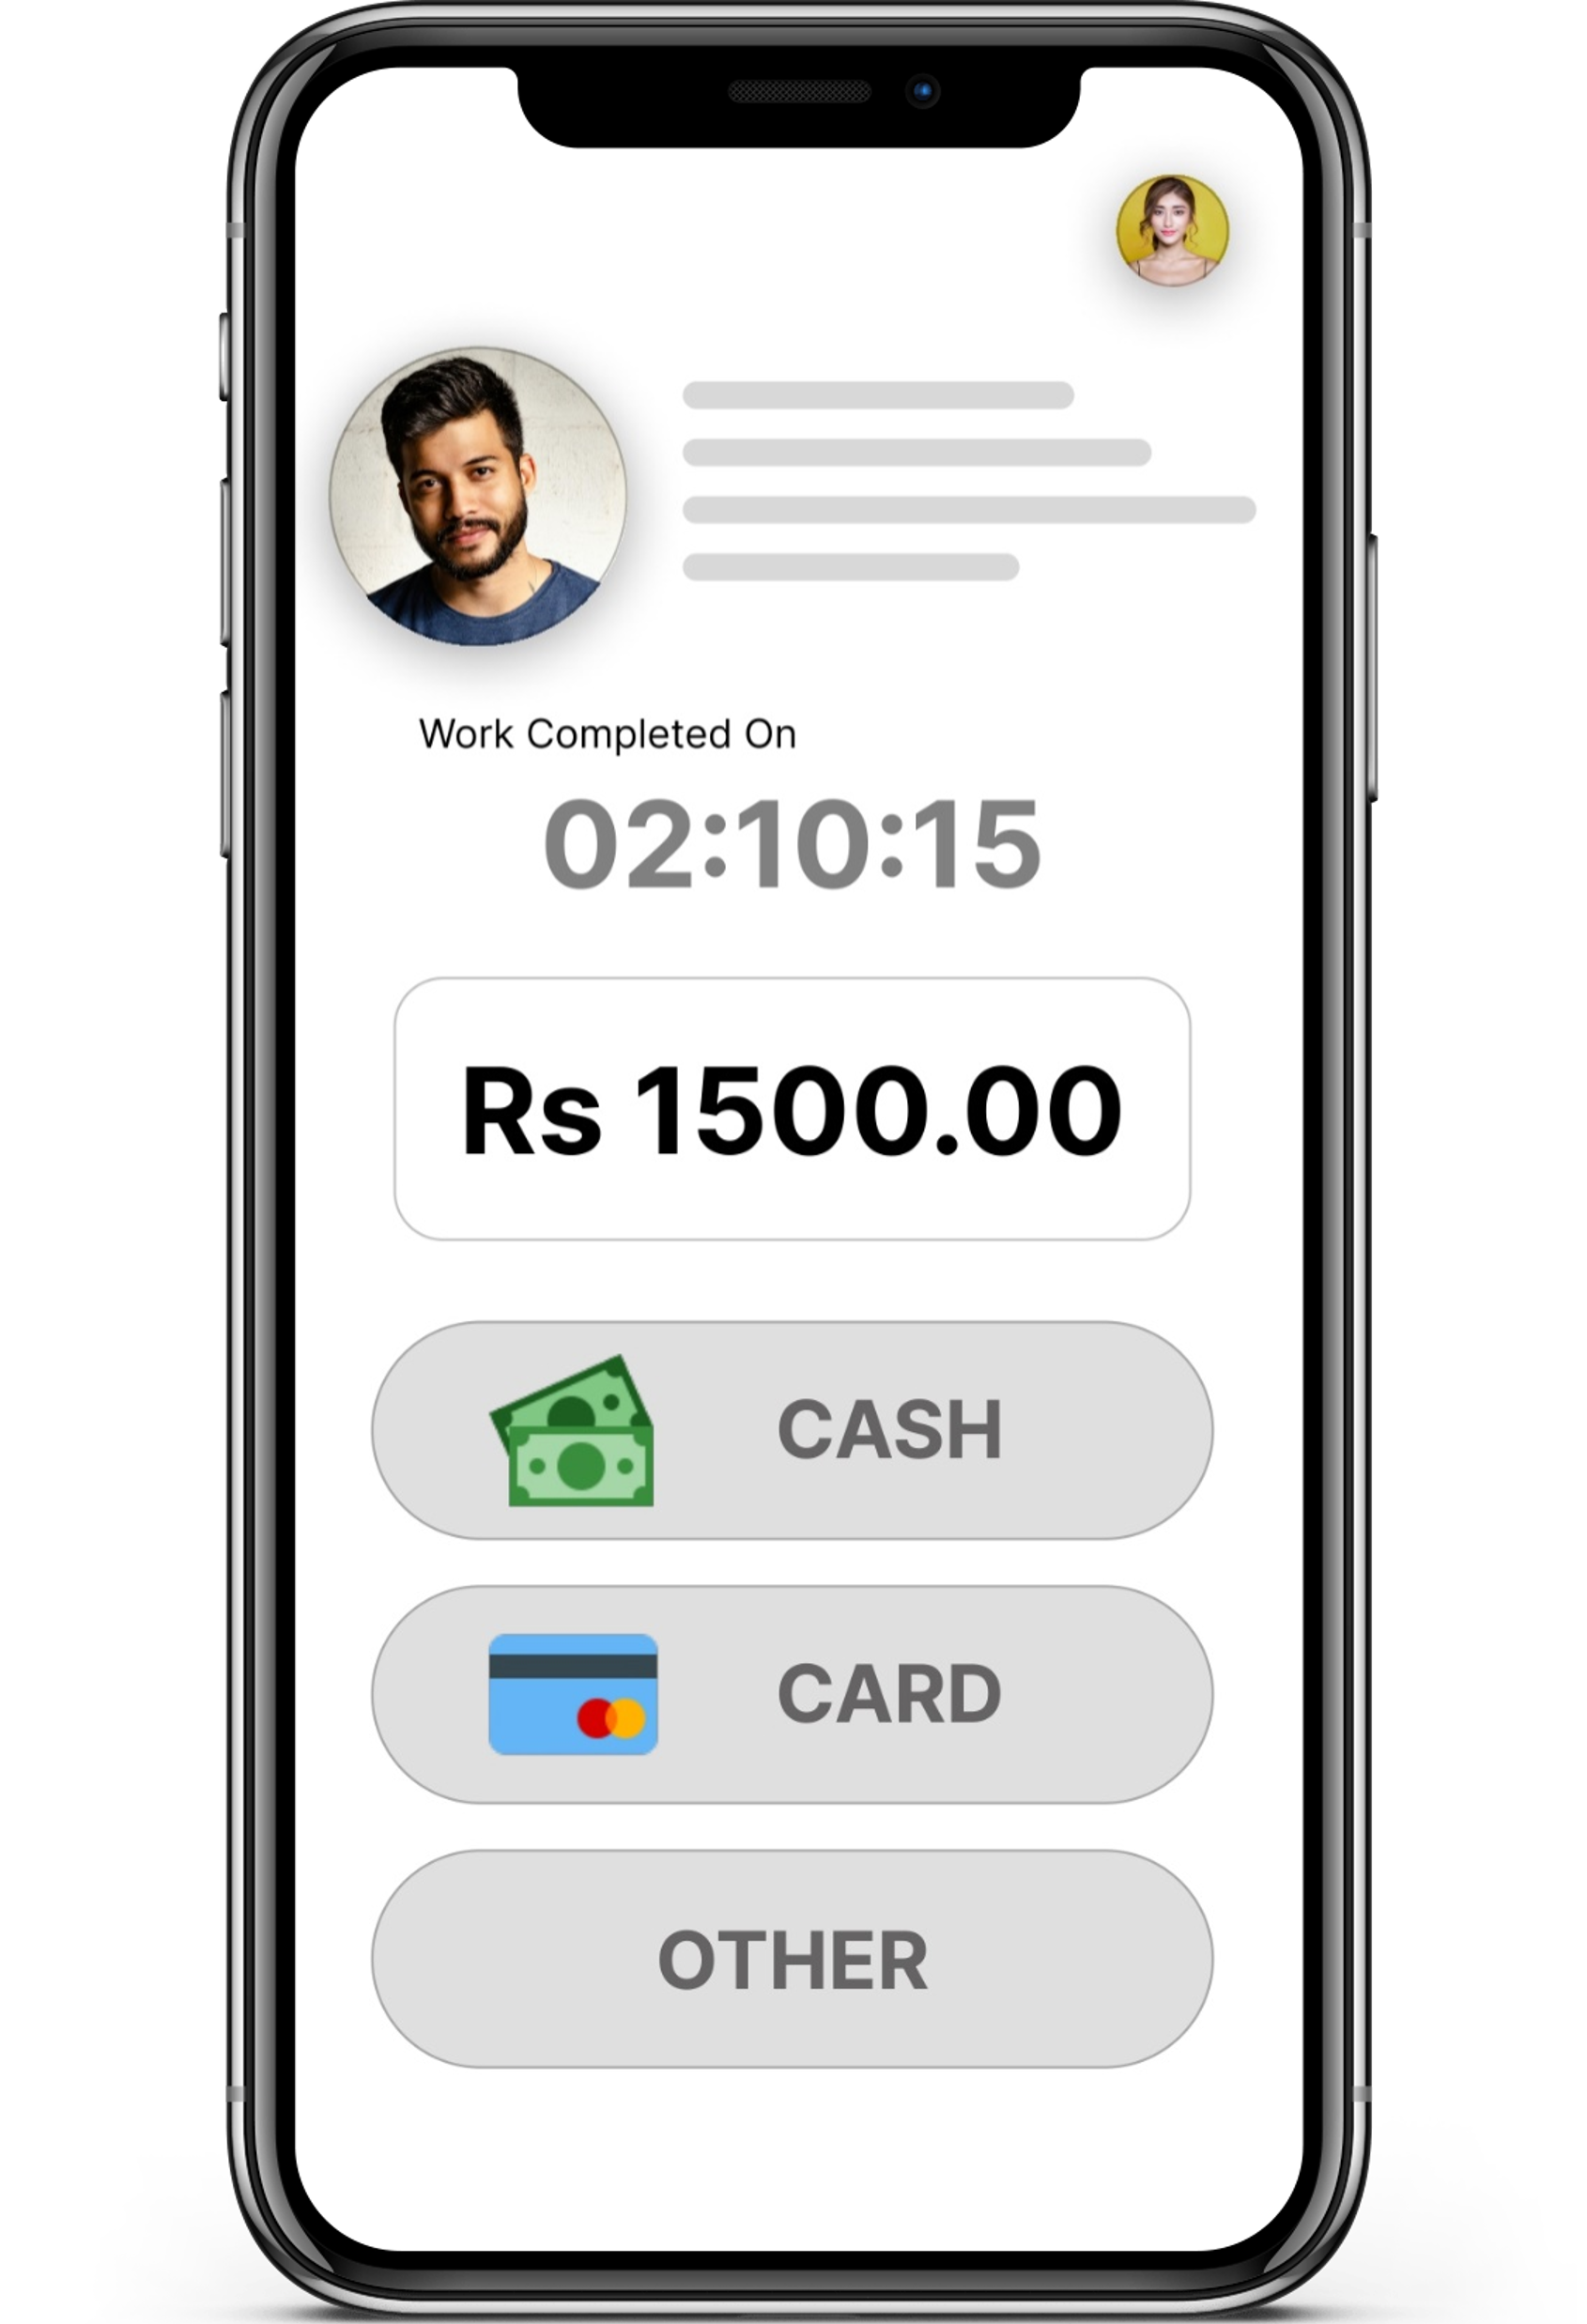 Work Completed On
02:10:15
Rs 1500.00
CASH
CARD
OTHER